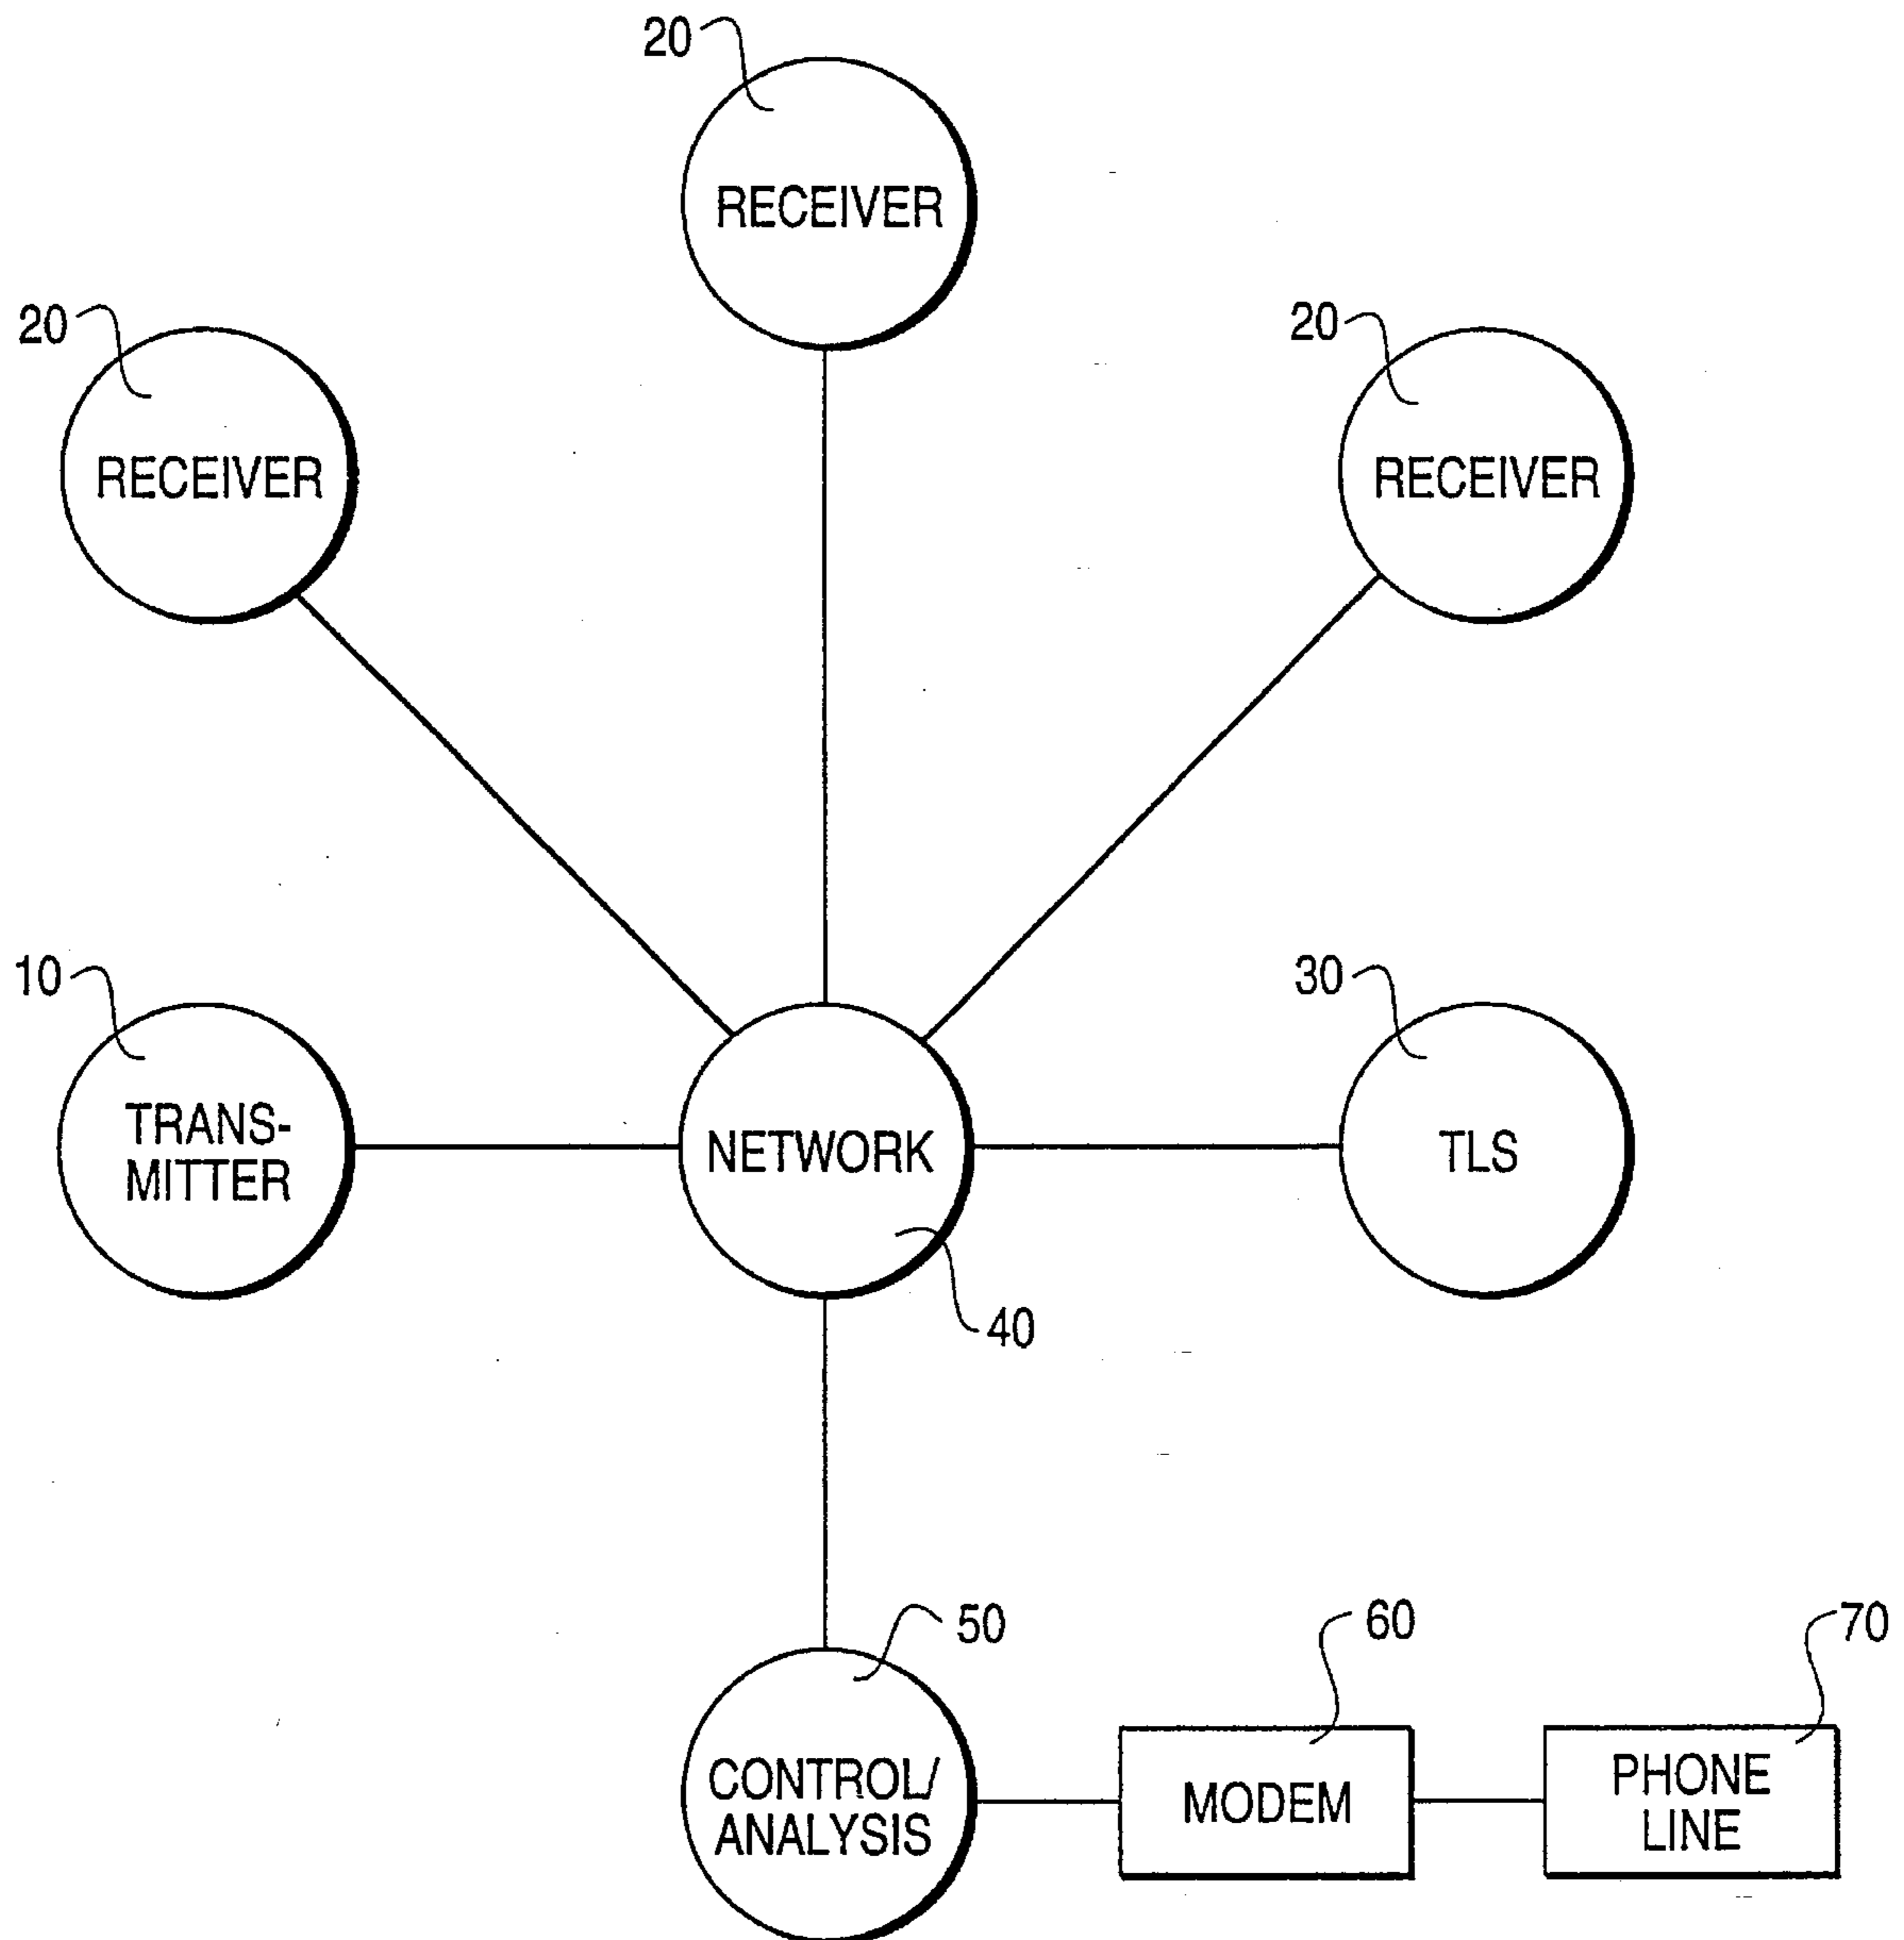 20
RECEIVER
20
RECEIVER
20
RECEIVER
10
TRANS-
MITTER
NETWORK
40
30
TLS
50
CONTROL/
ANALYSIS
60
MODEM
70
PHONE
LINE